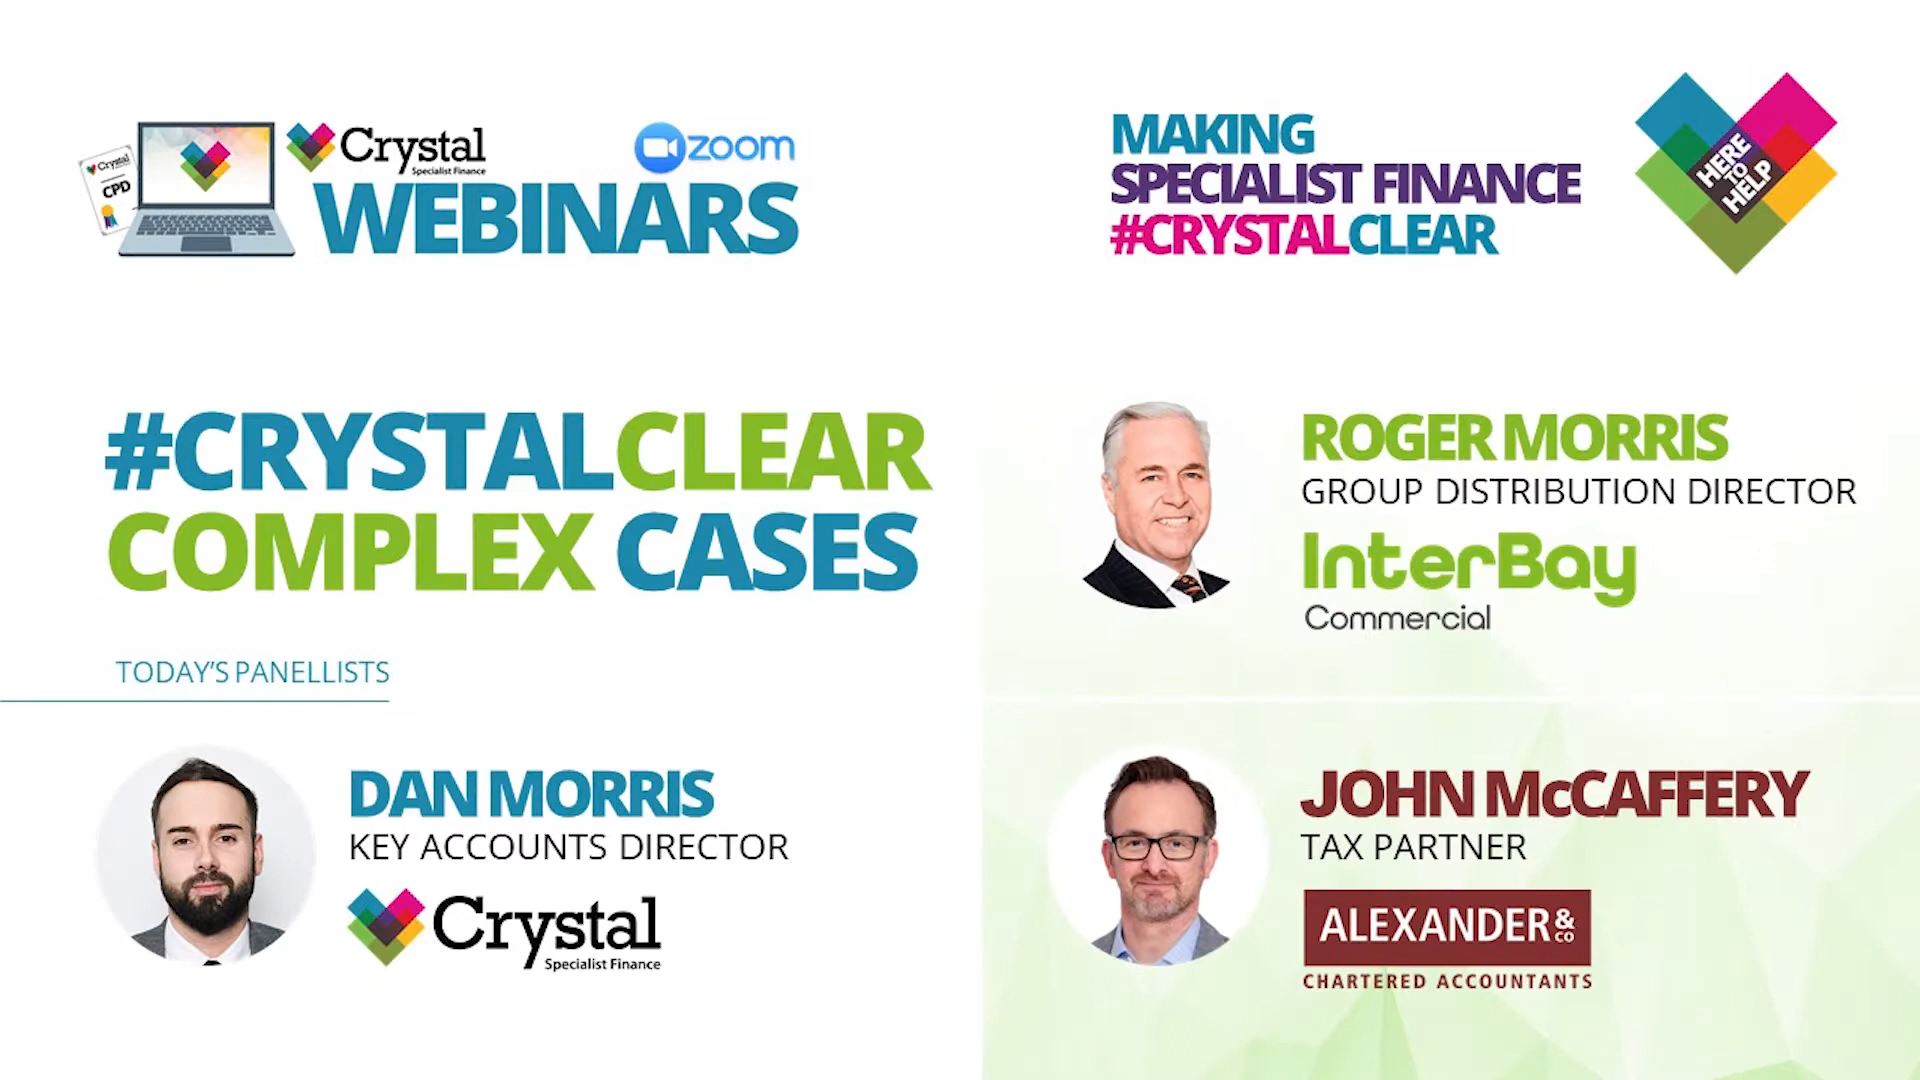 Crystal
CPD
Crystal
Specialist Finance
zoom
WEBINARS
MAKING
SPECIALIST FINANCE
#CRYSTALCLEAR
HERE
TO
HELP
#CRYSTALCLEAR
COMPLEX CASES
TODAY'S PANELLISTS
ROGER MORRIS
GROUP DISTRIBUTION DIRECTOR
InterBay
Commercial
DAN MORRIS
KEY ACCOUNTS DIRECTOR
Crystal
Specialist Finance
JOHN McCAFFERY
TAX PARTNER
ALEXANDER & CO
CHARTERED ACCOUNTANTS